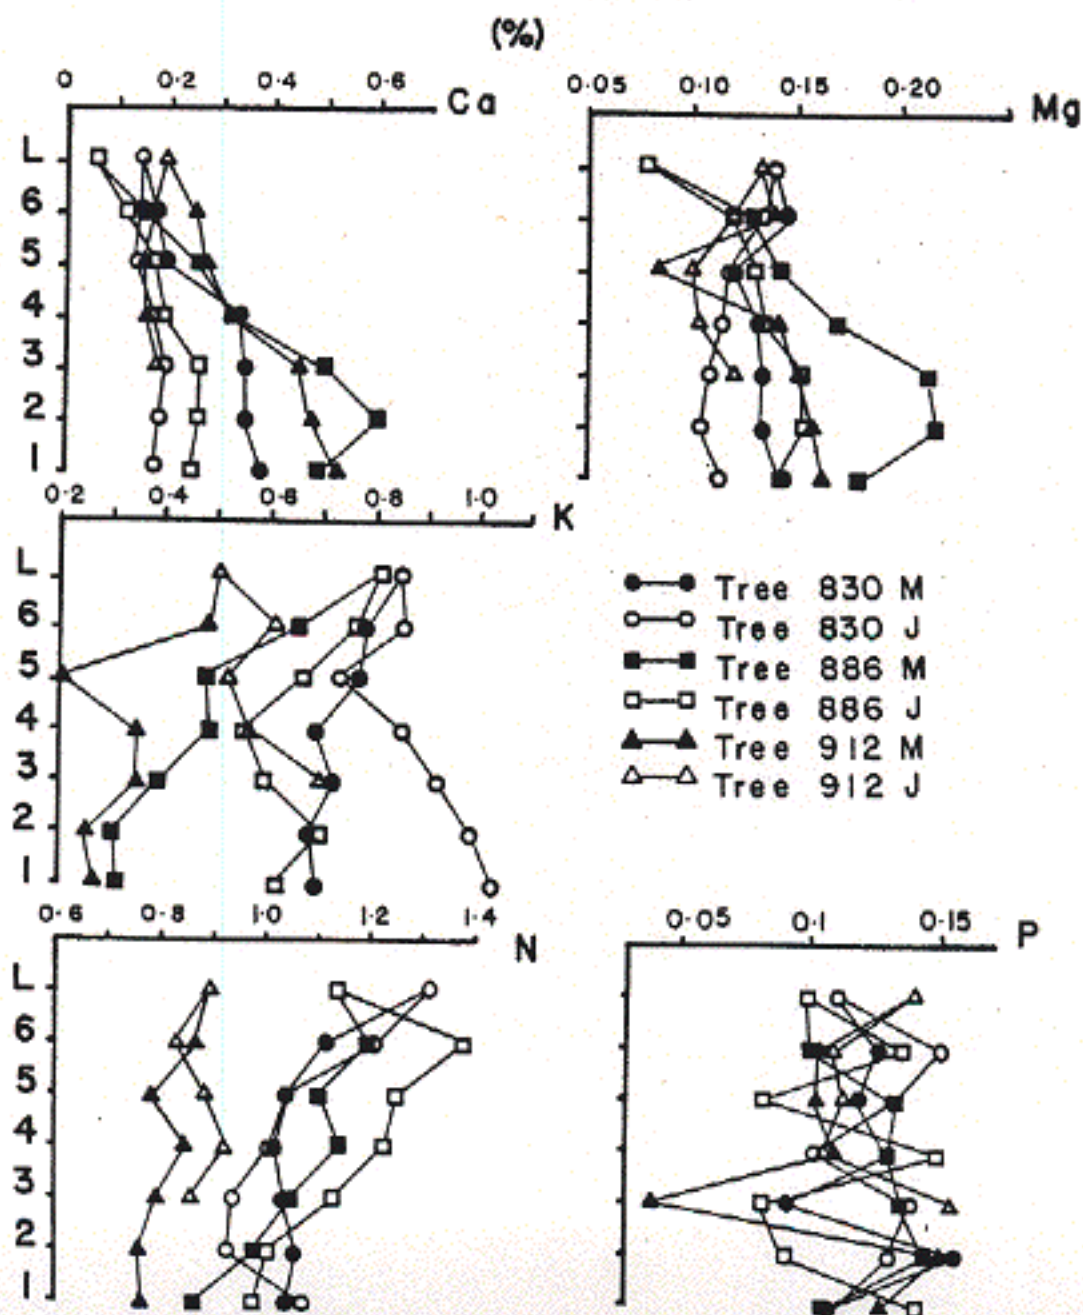 (%)
0 0·2 0·4 0·6 Ca
L
6
5
4
3
2
1
0·05 0·10 0·15 0·20 Mg
0·2 0·4 0·6 0·8 1·0 K
L
6
5
4
3
2
1
Tree 830 M
Tree 830 J
Tree 886 M
Tree 886 J
Tree 912 M
Tree 912 J
0·6 0·8 1·0 1·2 1·4 N
L
6
5
4
3
2
1
0·05 0·1 0·15 P